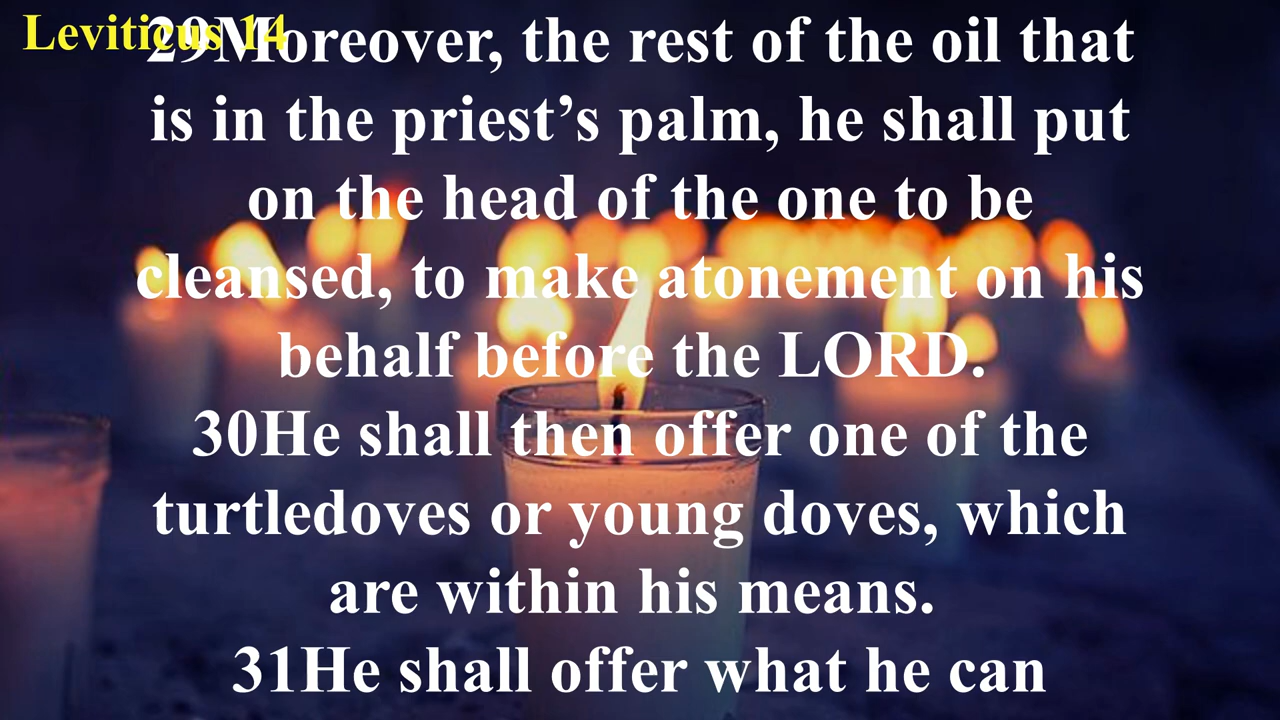 Leviticus 14
29Moreover, the rest of the oil that
is in the priest’s palm, he shall put
on the head of the one to be
cleansed, to make atonement on his
behalf before the LORD.
30He shall then offer one of the
turtledoves or young doves, which
are within his means.
31He shall offer what he can